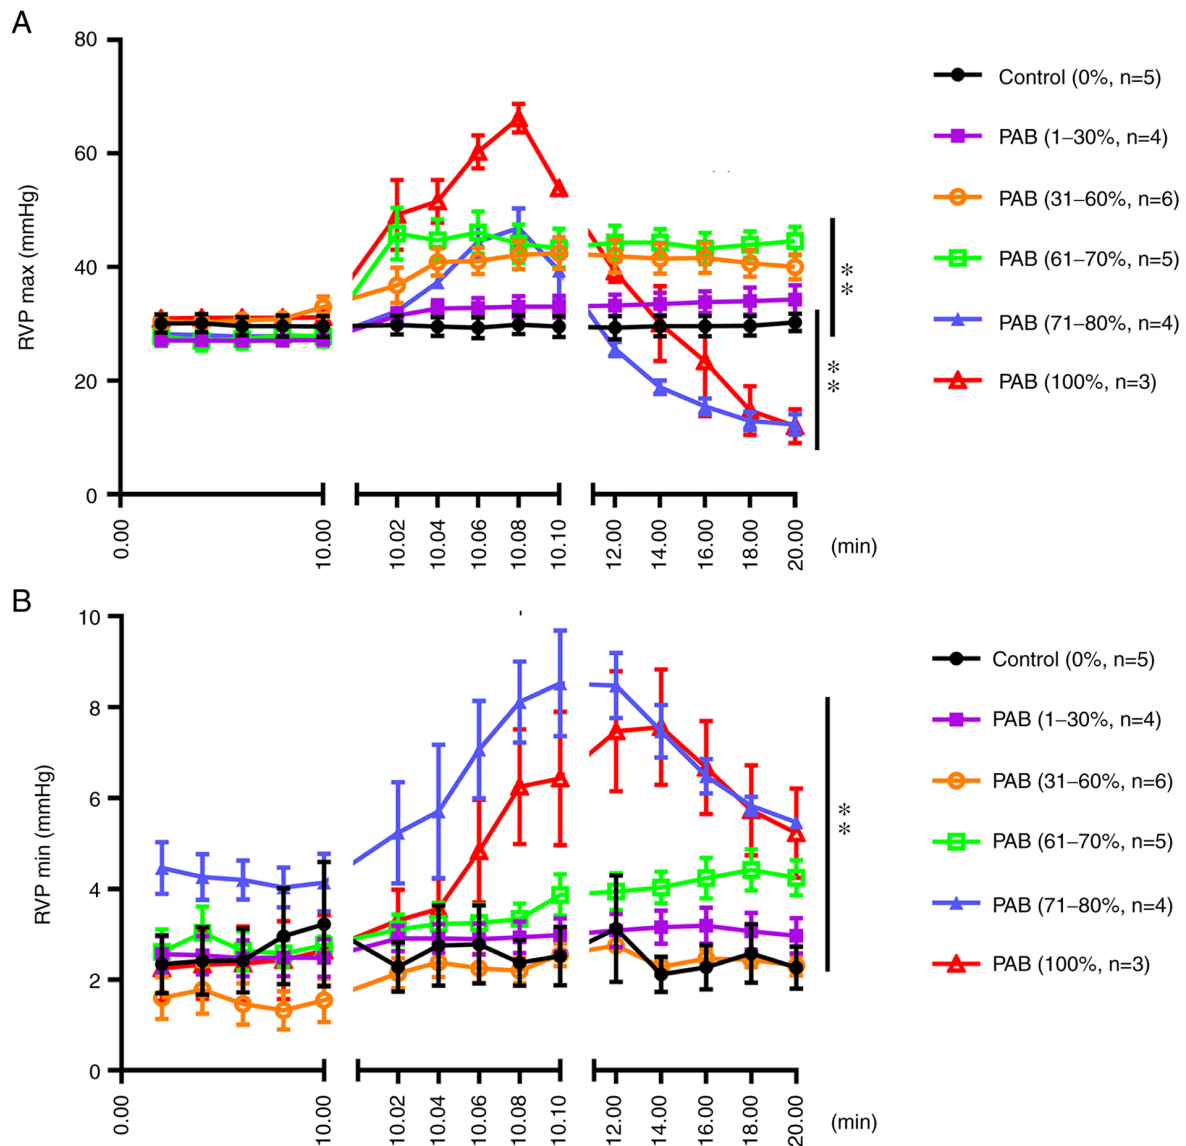 A
80
60
40
20
0
RVP max (mmHg)
0.00
10.00
10.02
10.04
10.06
10.08
10.10
12.00
14.00
16.00
18.00
20.00
(min)
**
**
Control (0%, n=5)
PAB (1–30%, n=4)
PAB (31–60%, n=6)
PAB (61–70%, n=5)
PAB (71–80%, n=4)
PAB (100%, n=3)
B
10
8
6
4
2
0
RVP min (mmHg)
0.00
10.00
10.02
10.04
10.06
10.08
10.10
12.00
14.00
16.00
18.00
20.00
(min)
**
Control (0%, n=5)
PAB (1–30%, n=4)
PAB (31–60%, n=6)
PAB (61–70%, n=5)
PAB (71–80%, n=4)
PAB (100%, n=3)